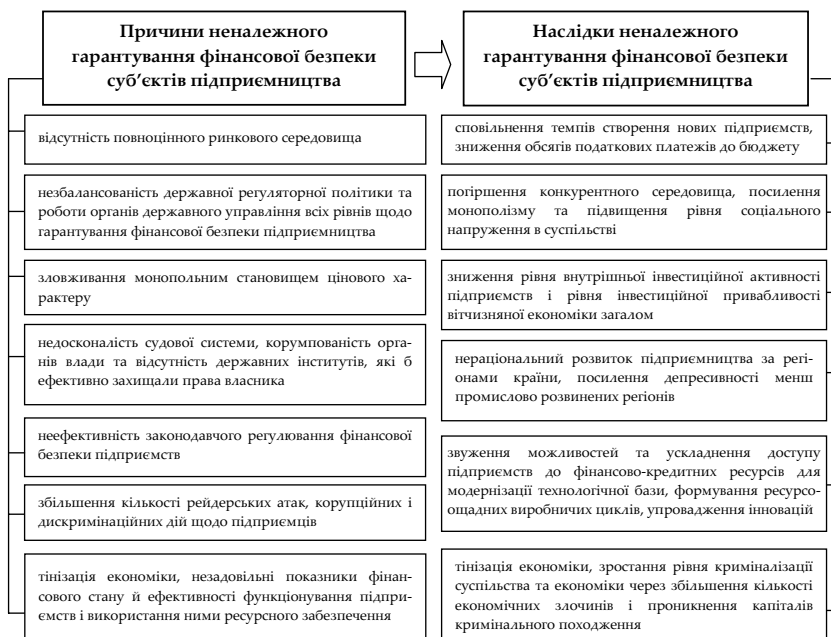 Причини неналежного
гарантування фінансової безпеки
суб’єктів підприємництва
відсутність повноцінного ринкового середовища
незбалансованість державної регуляторної політики та
роботи органів державного управління всіх рівнів щодо
гарантування фінансової безпеки підприємництва
зловживання монопольним становищем цінового ха-
рактеру
недосконалість судової системи, корумпованість орга-
нів влади та відсутність державних інститутів, які б
ефективно захищали права власника
неефективність законодавчого регулювання фінансової
безпеки підприємств
збільшення кількості рейдерських атак, корупційних і
дискримінаційних дій щодо підприємців
тінізація економіки, незадовільні показники фінан-
сового стану й ефективності функціонування підпри-
ємств і використання ними ресурсного забезпечення
Наслідки неналежного
гарантування фінансової безпеки
суб’єктів підприємництва
сповільнення темпів створення нових підприємств,
зниження обсягів податкових платежів до бюджету
погіршення конкурентного середовища, посилення
монополізму та підвищення рівня соціального
напруження в суспільстві
зниження рівня внутрішньої інвестиційної активності
підприємств і рівня інвестиційної привабливості
вітчизняної економіки загалом
нераціональний розвиток підприємництва за регі-
онами країни, посилення депресивності менш
промислово розвинених регіонів
звуження можливостей та ускладнення доступу
підприємств до фінансово-кредитних ресурсів для
модернізації технологічної бази, формування ресурсо-
ощадних виробничих циклів, упровадження інновацій
тінізація економіки, зростання рівня криміналізації
суспільства та економіки через збільшення кількості
економічних злочинів і проникнення капіталів
кримінального походження